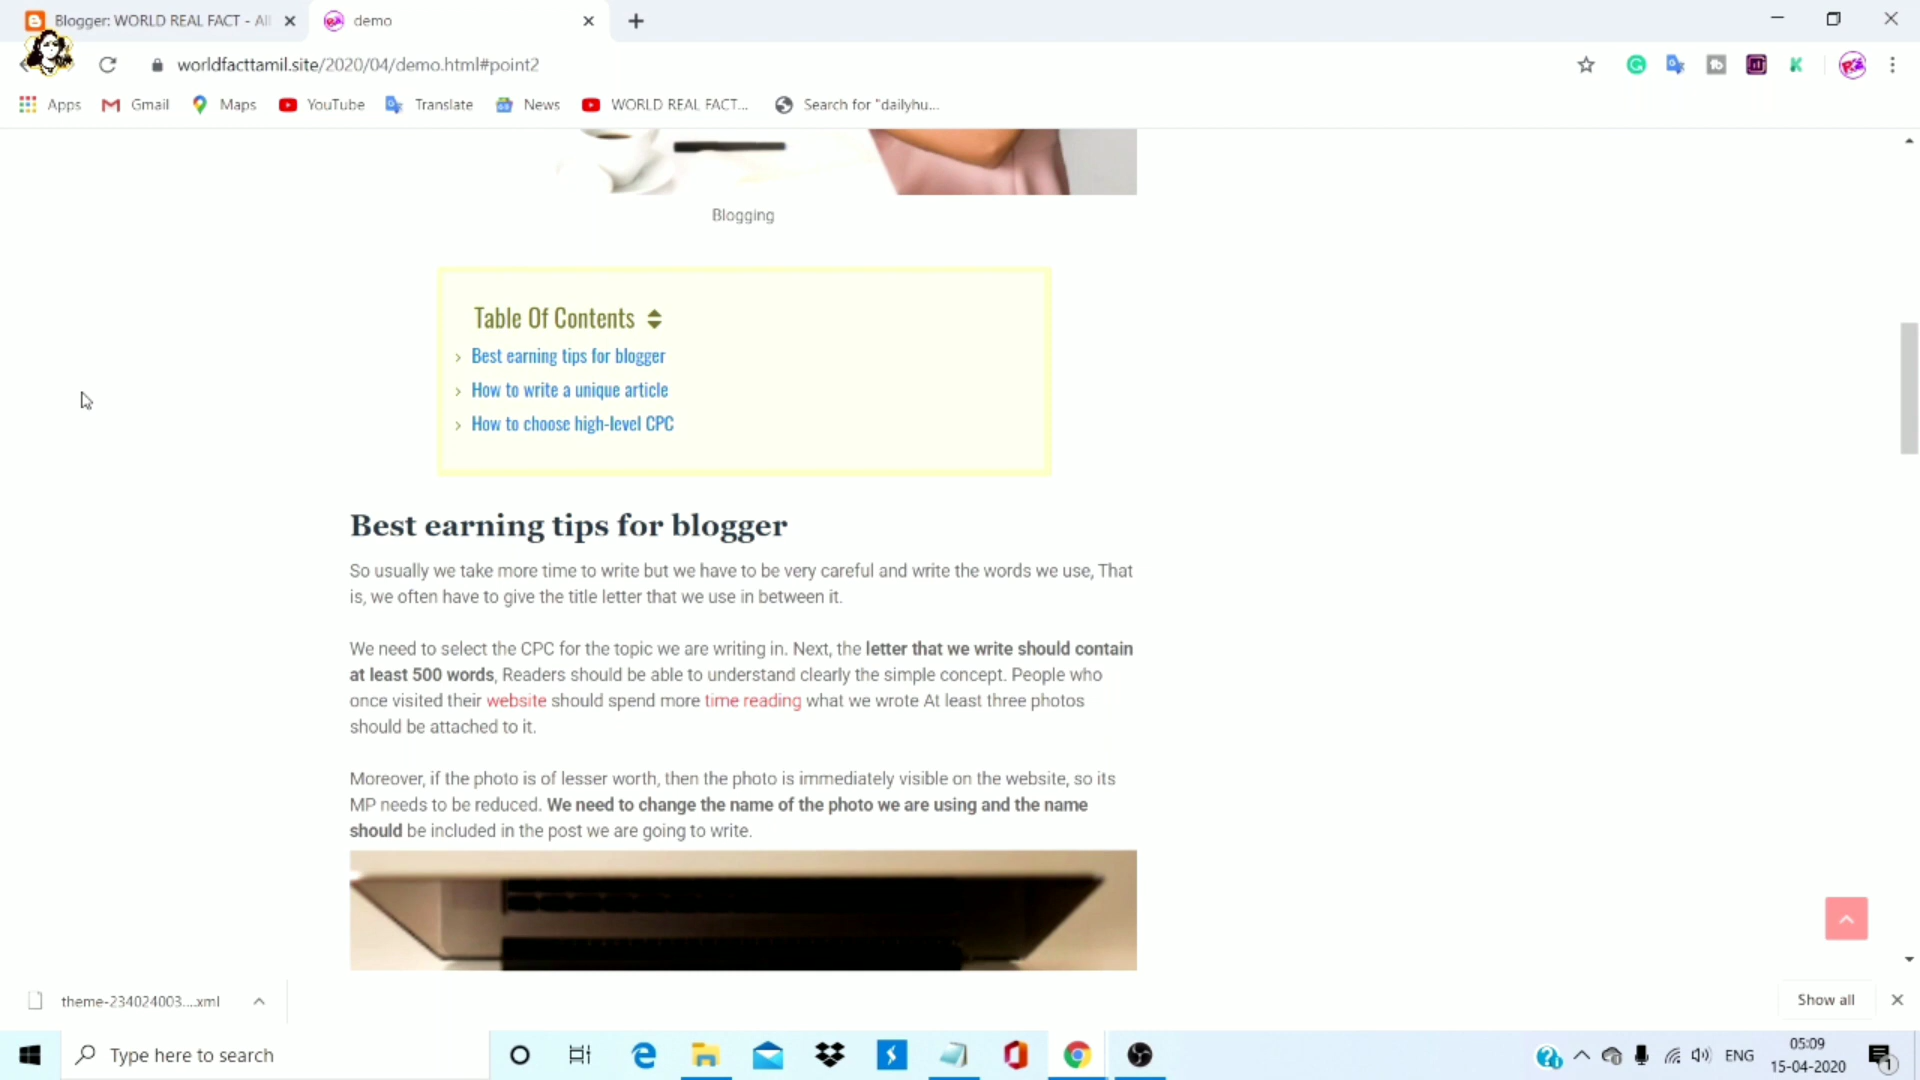 Blogger: WORLD REAL FACT - All
demo
worldfacttamil.site/2020/04/demo.html#point2
Apps
Gmail
Maps
YouTube
Translate
News
WORLD REAL FACT...
Search for "dailyhu...
Blogging
Table Of Contents
Best earning tips for blogger
How to write a unique article
How to choose high-level CPC
Best earning tips for blogger
So usually we take more time to write but we have to be very careful and write the words we use, That
is, we often have to give the title letter that we use in between it.
We need to select the CPC for the topic we are writing in. Next, the letter that we write should contain
at least 500 words, Readers should be able to understand clearly the simple concept. People who
once visited their website should spend more time reading what we wrote At least three photos
should be attached to it.
Moreover, if the photo is of lesser worth, then the photo is immediately visible on the website, so its
MP needs to be reduced. We need to change the name of the photo we are using and the name
should be included in the post we are going to write.
theme-234024003....xml
Show all
Type here to search
ENG
05:09
15-04-2020
1